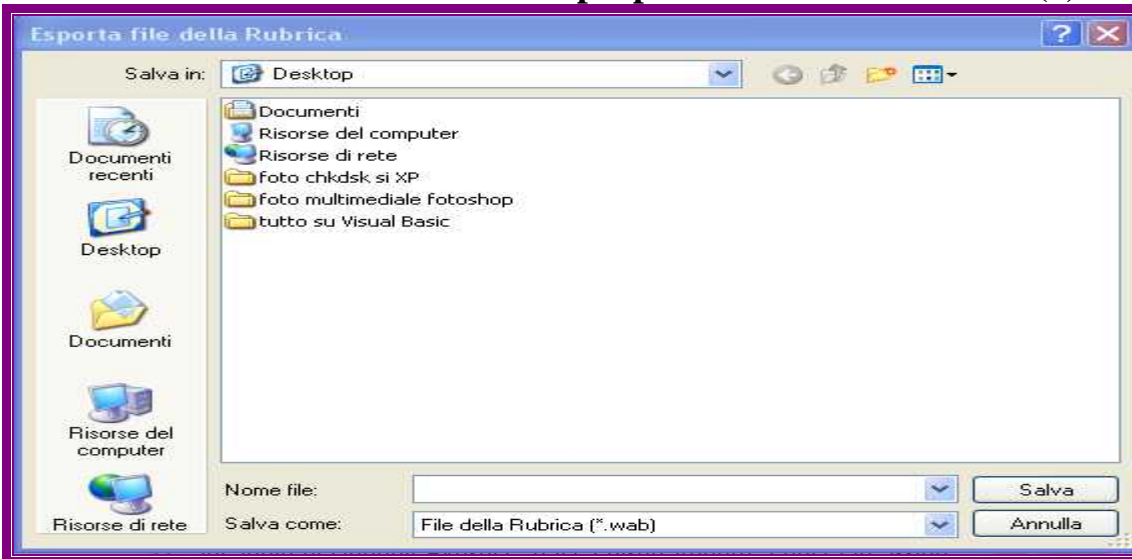 Esporta file della Rubrica
Salva in: Desktop
Documenti
Risorse del computer
Risorse di rete
foto chkdsk si XP
foto multimediale fotoshop
tutto su Visual Basic
Documenti
recenti
Desktop
Documenti
Risorse del
computer
Risorse di rete
Nome file:
Salva
Salva come: File della Rubrica (*.wab)
Annulla